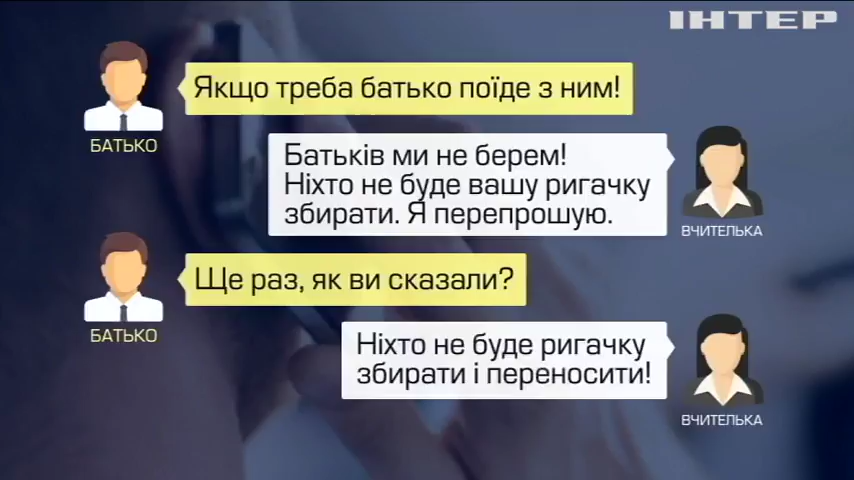 ІНТЕР
Якщо треба батько поїде з ним!
БАТЬКО
Батьків ми не берем!
Ніхто не буде вашу ригачку
збирати. Я перепрошую.
ВЧИТЕЛЬКА
Ще раз, як ви сказали?
БАТЬКО
Ніхто не буде ригачку
збирати і переносити!
ВЧИТЕЛЬКА